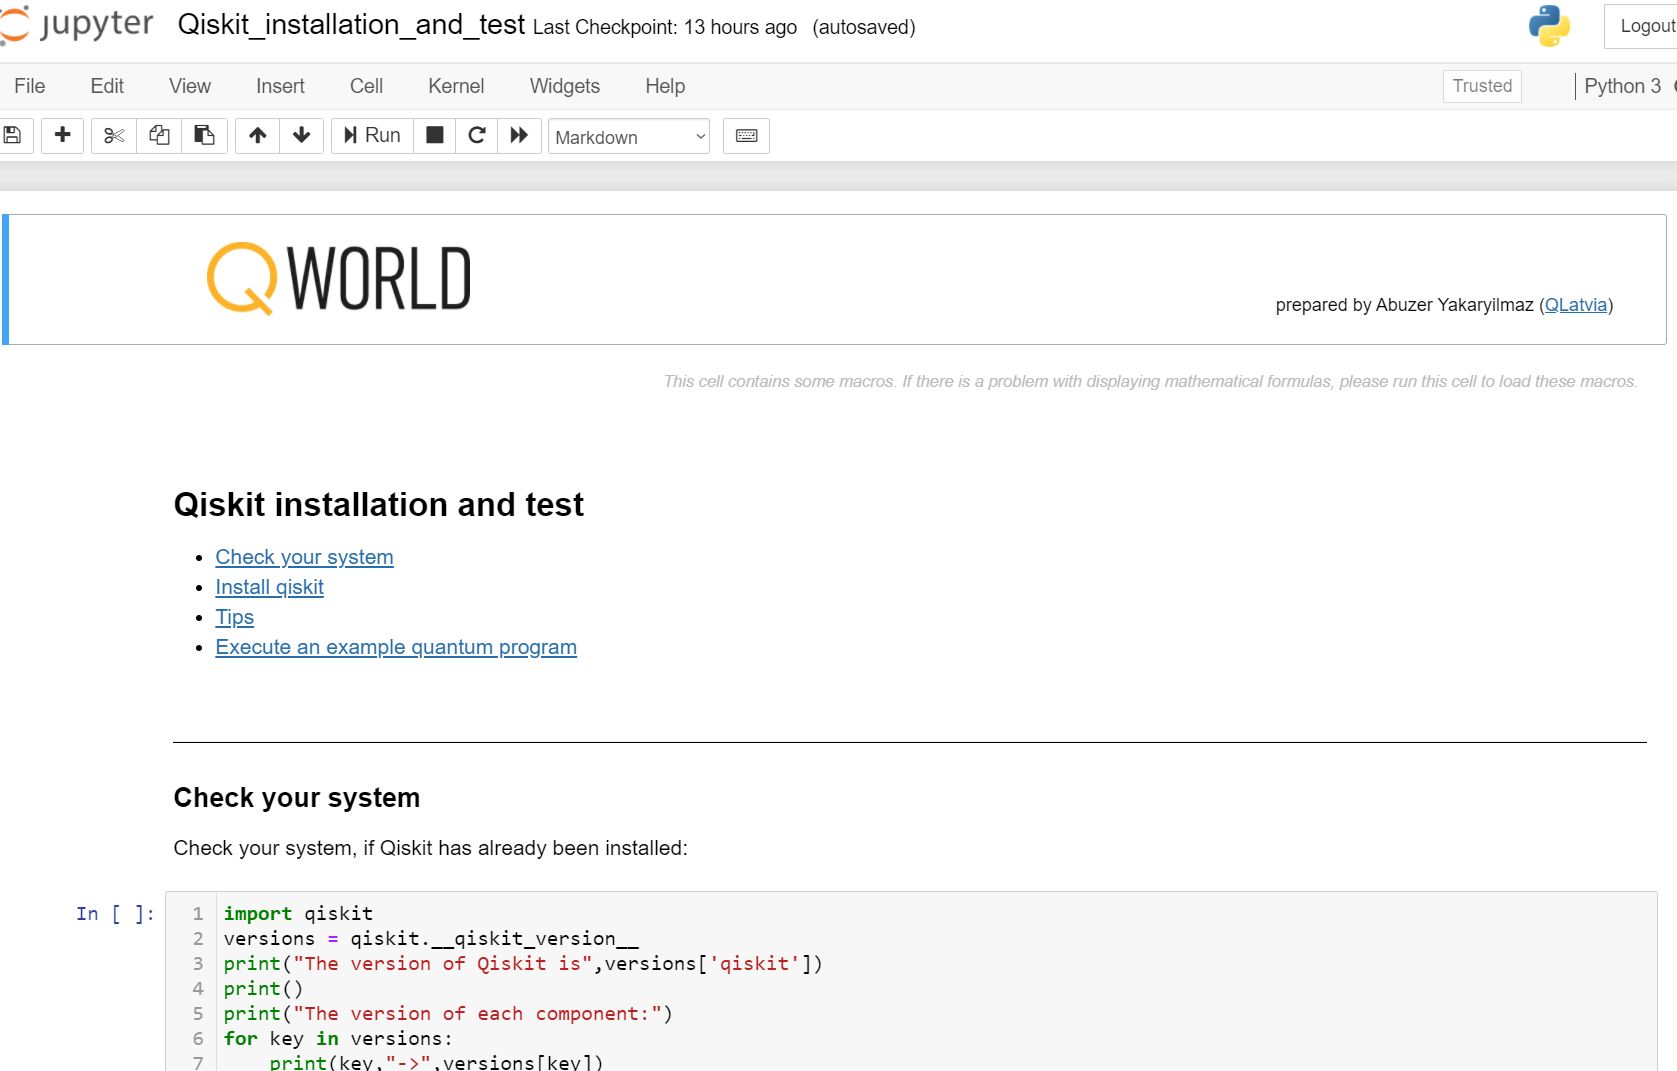 jupyter Qiskit_installation_and_test Last Checkpoint: 13 hours ago (autosaved) Logout
File Edit View Insert Cell Kernel Widgets Help Trusted Python 3
Run Markdown
QWORLD
prepared by Abuzer Yakaryilmaz (QLatvia)
This cell contains some macros. If there is a problem with displaying mathematical formulas, please run this cell to load these macros.
Qiskit installation and test
• Check your system
• Install qiskit
• Tips
• Execute an example quantum program
Check your system
Check your system, if Qiskit has already been installed:
In [ ]: 1 import qiskit
2 versions = qiskit.__qiskit_version__
3 print("The version of Qiskit is",versions['qiskit'])
4 print()
5 print("The version of each component:")
6 for key in versions:
7     print(key,"->",versions[key])